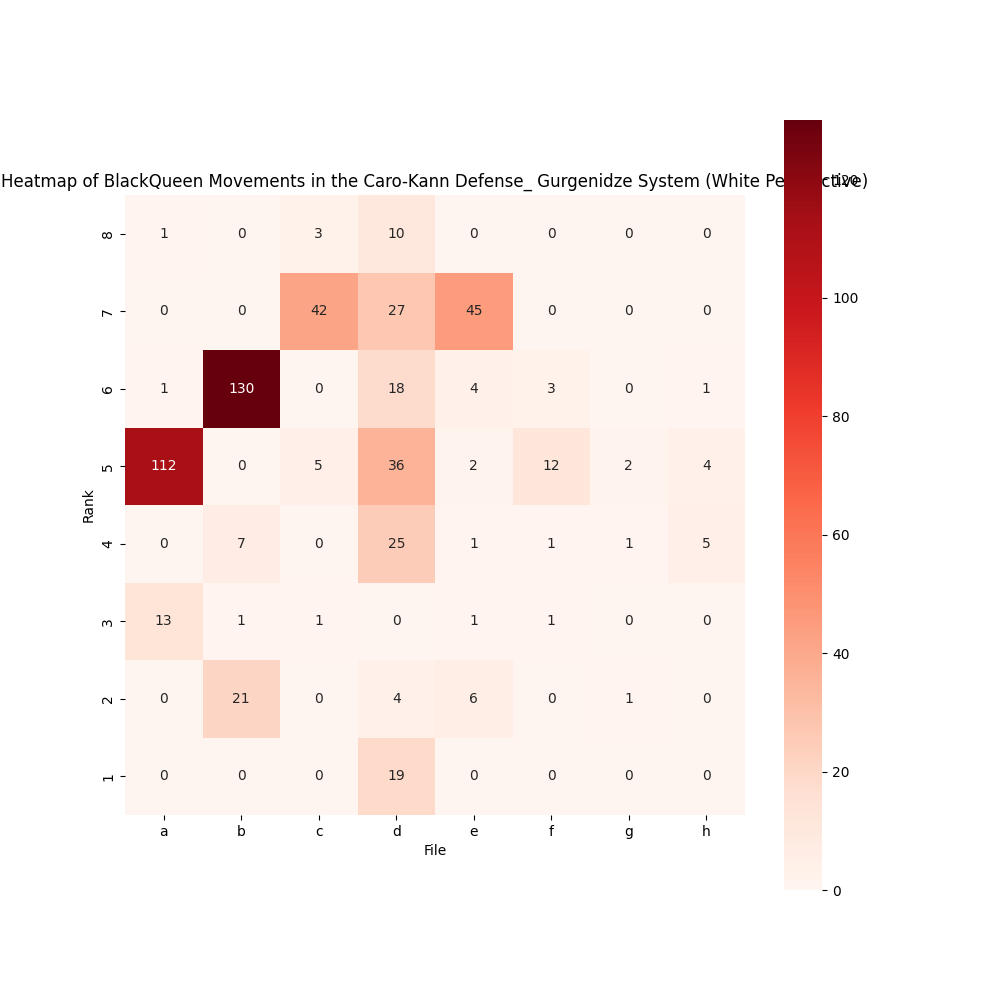 Heatmap of BlackQueen Movements in the Caro-Kann Defense_ Gurgenidze System (White Pe ctive)
120
8 1 0 3 10 0 0 0 0
100
7 0 0 42 27 45 0 0 0
6 1 130 0 18 4 3 0 1
80
5 112 0 5 36 2 12 2 4
Rank
60
4 0 7 0 25 1 1 1 5
3 13 1 1 0 1 1 0 0
40
2 0 21 0 4 6 0 1 0
20
1 0 0 0 19 0 0 0 0
a b c d e f g h
File
0